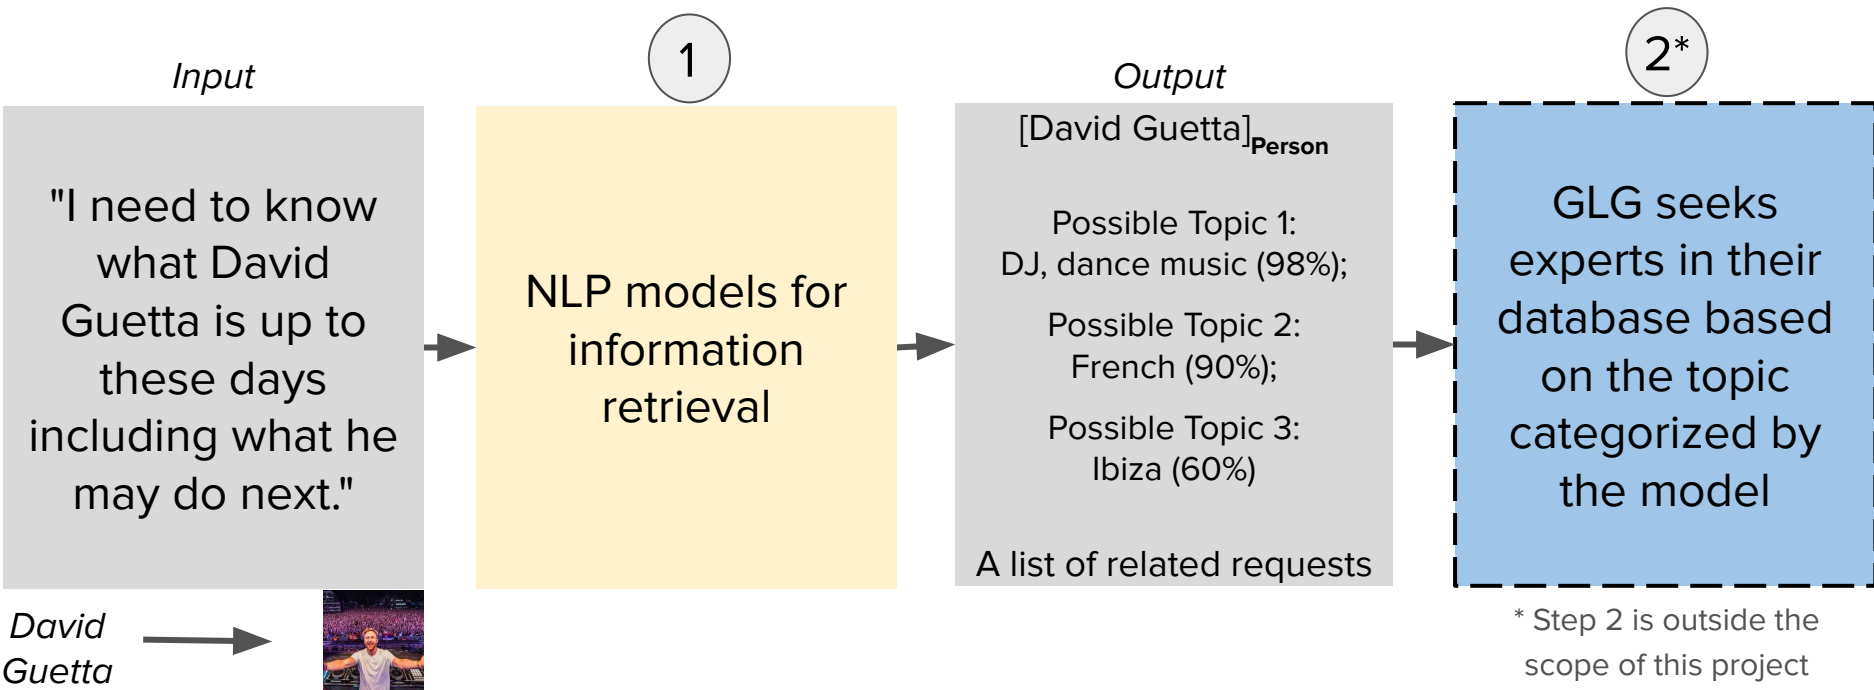 Input
"I need to know
what David
Guetta is up to
these days
including what he
may do next."
David
Guetta
1
NLP models for
information
retrieval
Output
[David Guetta]Person
Possible Topic 1:
DJ, dance music (98%);
Possible Topic 2:
French (90%);
Possible Topic 3:
Ibiza (60%)
A list of related requests
2*
GLG seeks
experts in their
database based
on the topic
categorized by
the model
* Step 2 is outside the
scope of this project